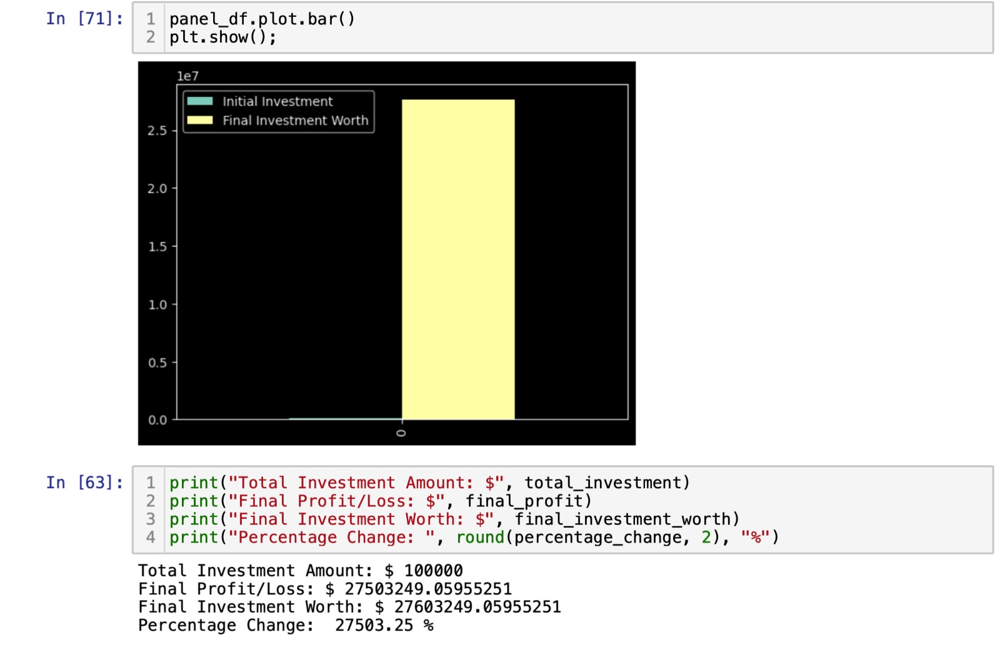 In [71]:
1 panel_df.plot.bar()
2 plt.show();
1e7
Initial Investment
Final Investment Worth
2.5
2.0
1.5
1.0
0.5
0.0
0
In [63]:
1 print("Total Investment Amount: $", total_investment)
2 print("Final Profit/Loss: $", final_profit)
3 print("Final Investment Worth: $", final_investment_worth)
4 print("Percentage Change: ", round(percentage_change, 2), "%")
Total Investment Amount: $ 100000
Final Profit/Loss: $ 27503249.05955251
Final Investment Worth: $ 27603249.05955251
Percentage Change:  27503.25 %